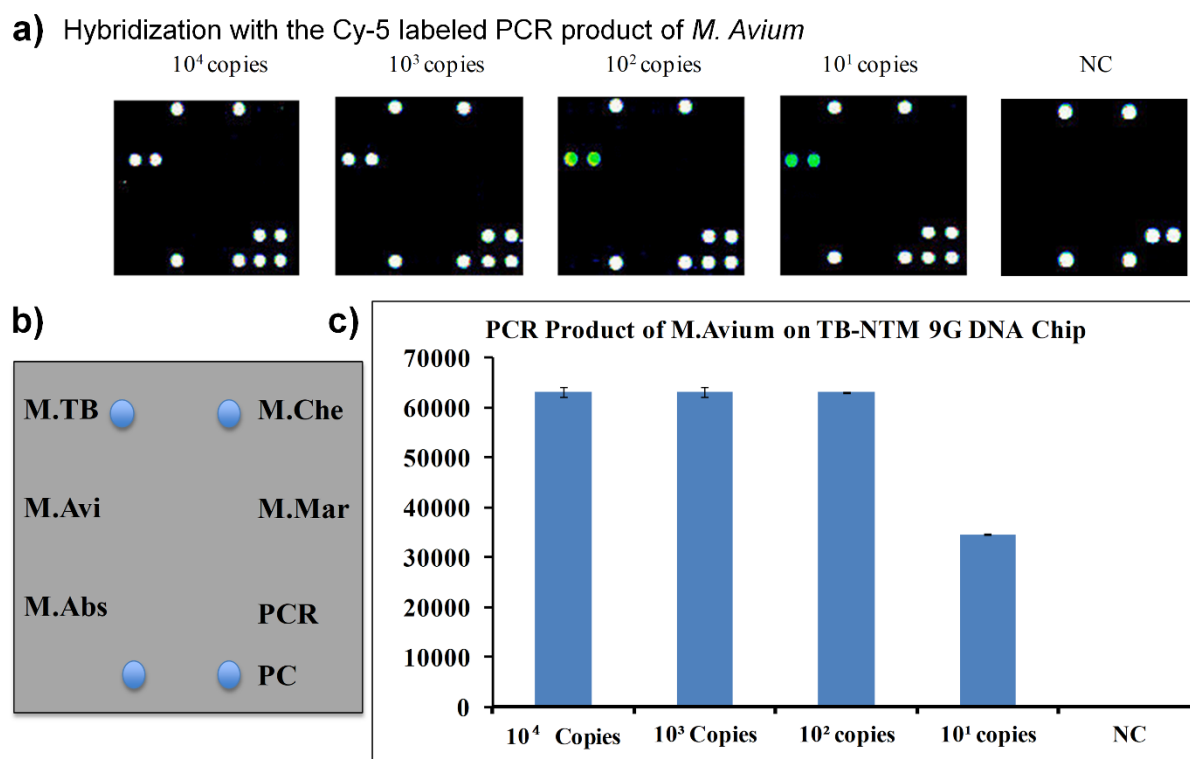 a) Hybridization with the Cy-5 labeled PCR product of M. Avium
10⁴ copies 10³ copies 10² copies 10¹ copies NC
b)
M.TB M.Che
M.Avi M.Mar
M.Abs PCR
PC
c)
PCR Product of M.Avium on TB-NTM 9G DNA Chip
70000
60000
50000
40000
30000
20000
10000
0
10⁴ Copies 10³ Copies 10² copies 10¹ copies NC